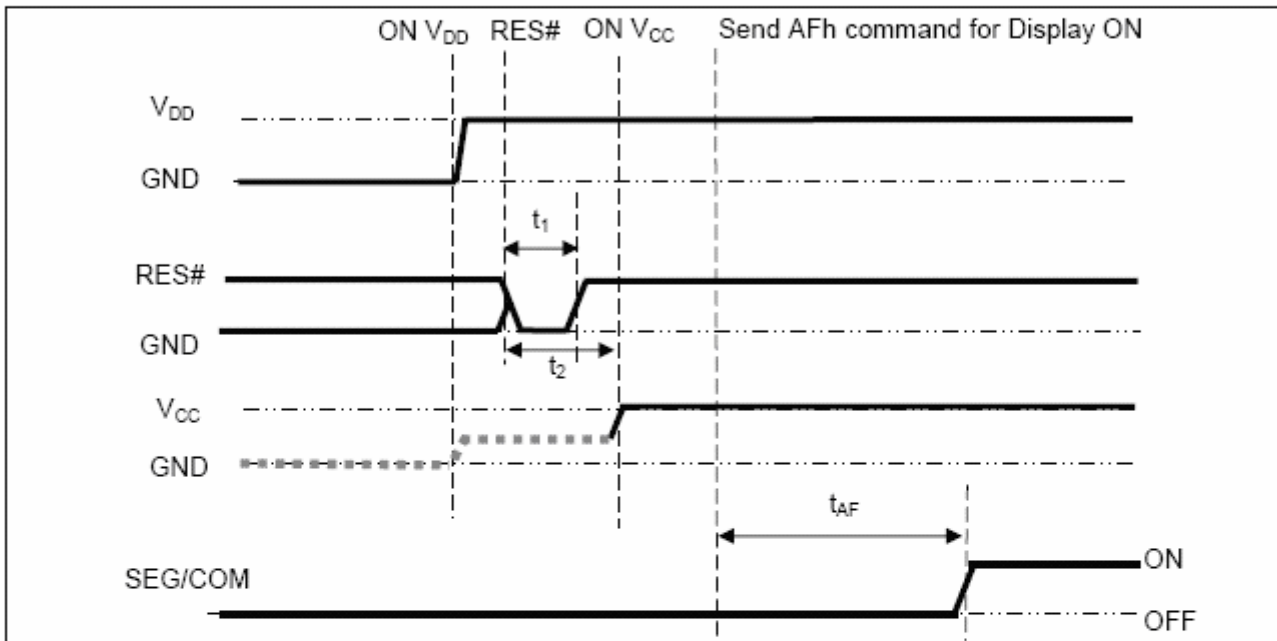 ON VDD RES# ON VCC Send AFh command for Display ON
VDD
GND
t1
RES#
GND
t2
VCC
GND
tAF
ON
SEG/COM
OFF